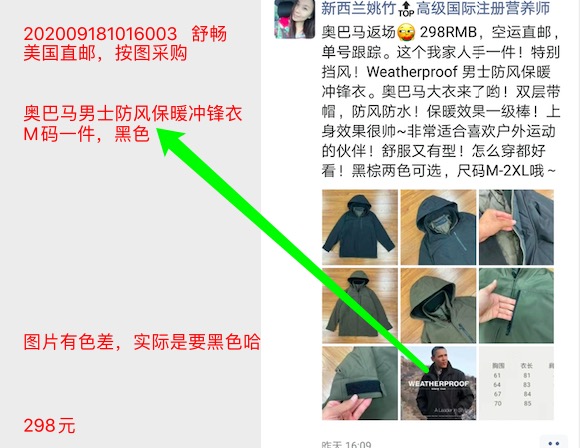 202009181016003 舒畅
美国直邮，按图采购
奥巴马男士防风保暖冲锋衣
M码一件，黑色
图片有色差，实际是要黑色哈
298元
新西兰姚竹🔝高级国际注册营养师
奥巴马返场😳 298RMB，空运直邮，
单号跟踪。这个我家人手一件！特别
挡风！Weatherproof 男士防风保暖
冲锋衣。奥巴马大衣来了哟！双层带
帽，防风防水！保暖效果一级棒！上
身效果很帅~非常适合喜欢户外运动
的伙伴！舒服又有型！怎么穿都好
看！黑棕两色可选，尺码M-2XL哦～
WEATHERPROOF
A Leader in Style
胸围 衣长 肩
61 81
64 83
67 84
70 85
昨天 16:09